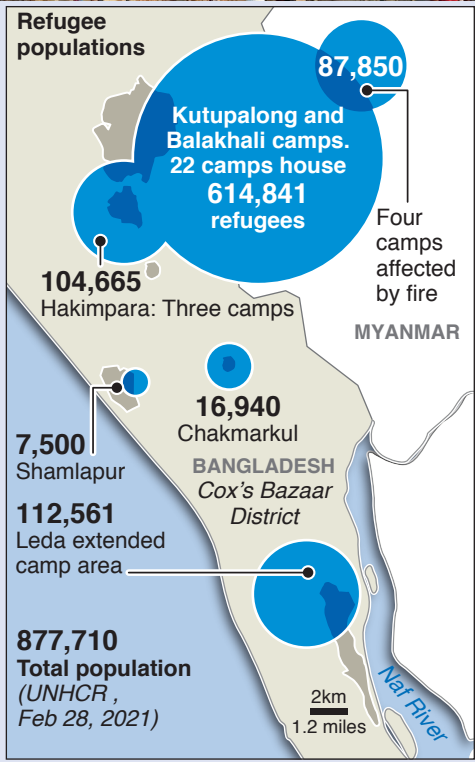 Refugee
populations
87,850
Kutupalong and
Balakhali camps.
22 camps house
614,841
refugees
Four
camps
affected
by fire
104,665
Hakimpara: Three camps
MYANMAR
16,940
Chakmarkul
7,500
Shamlapur
BANGLADESH
Cox's Bazaar
District
112,561
Leda extended
camp area
877,710
Total population
(UNHCR ,
Feb 28, 2021)
2km
1.2 miles
Naf River